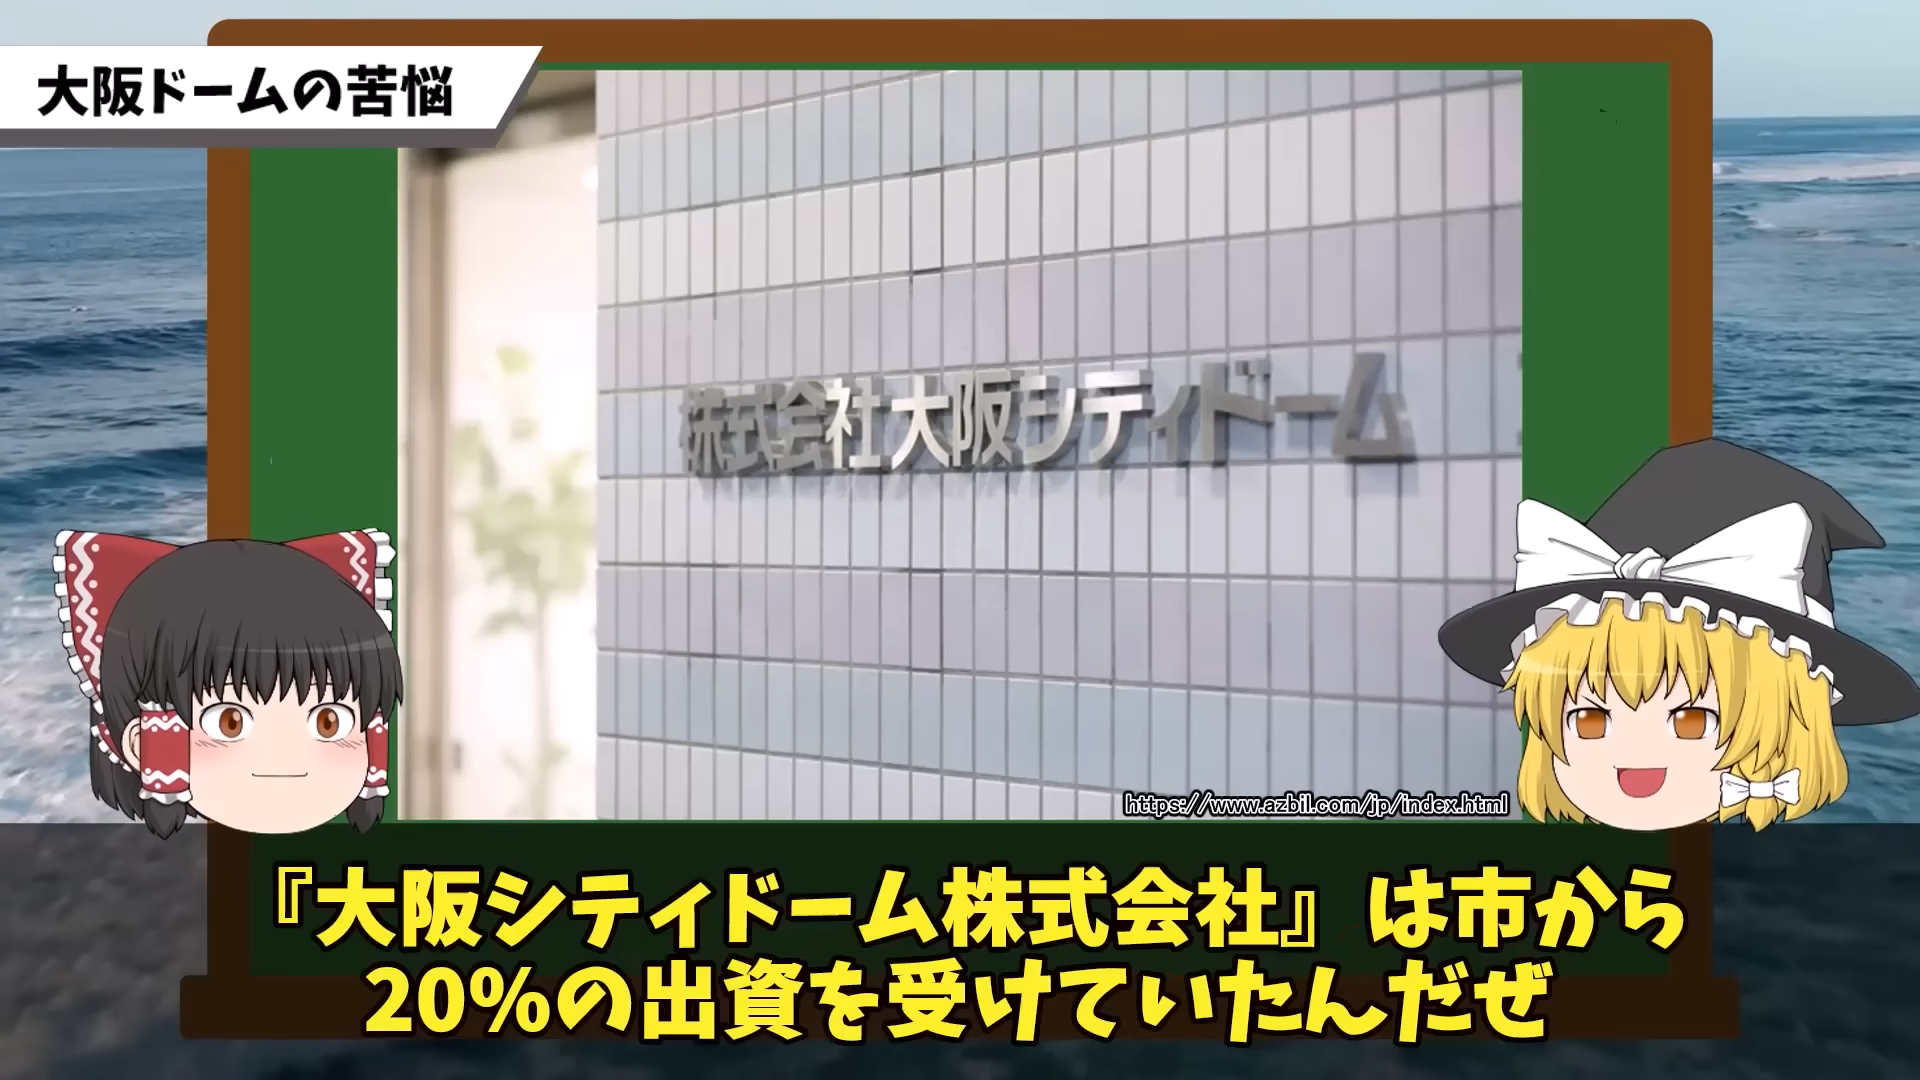 大阪ドームの苦悩
株式会社大阪シティドーム
https://www.azbil.com/jp/index.html
『大阪シティドーム株式会社』は市から
20%の出資を受けていたんだぜ